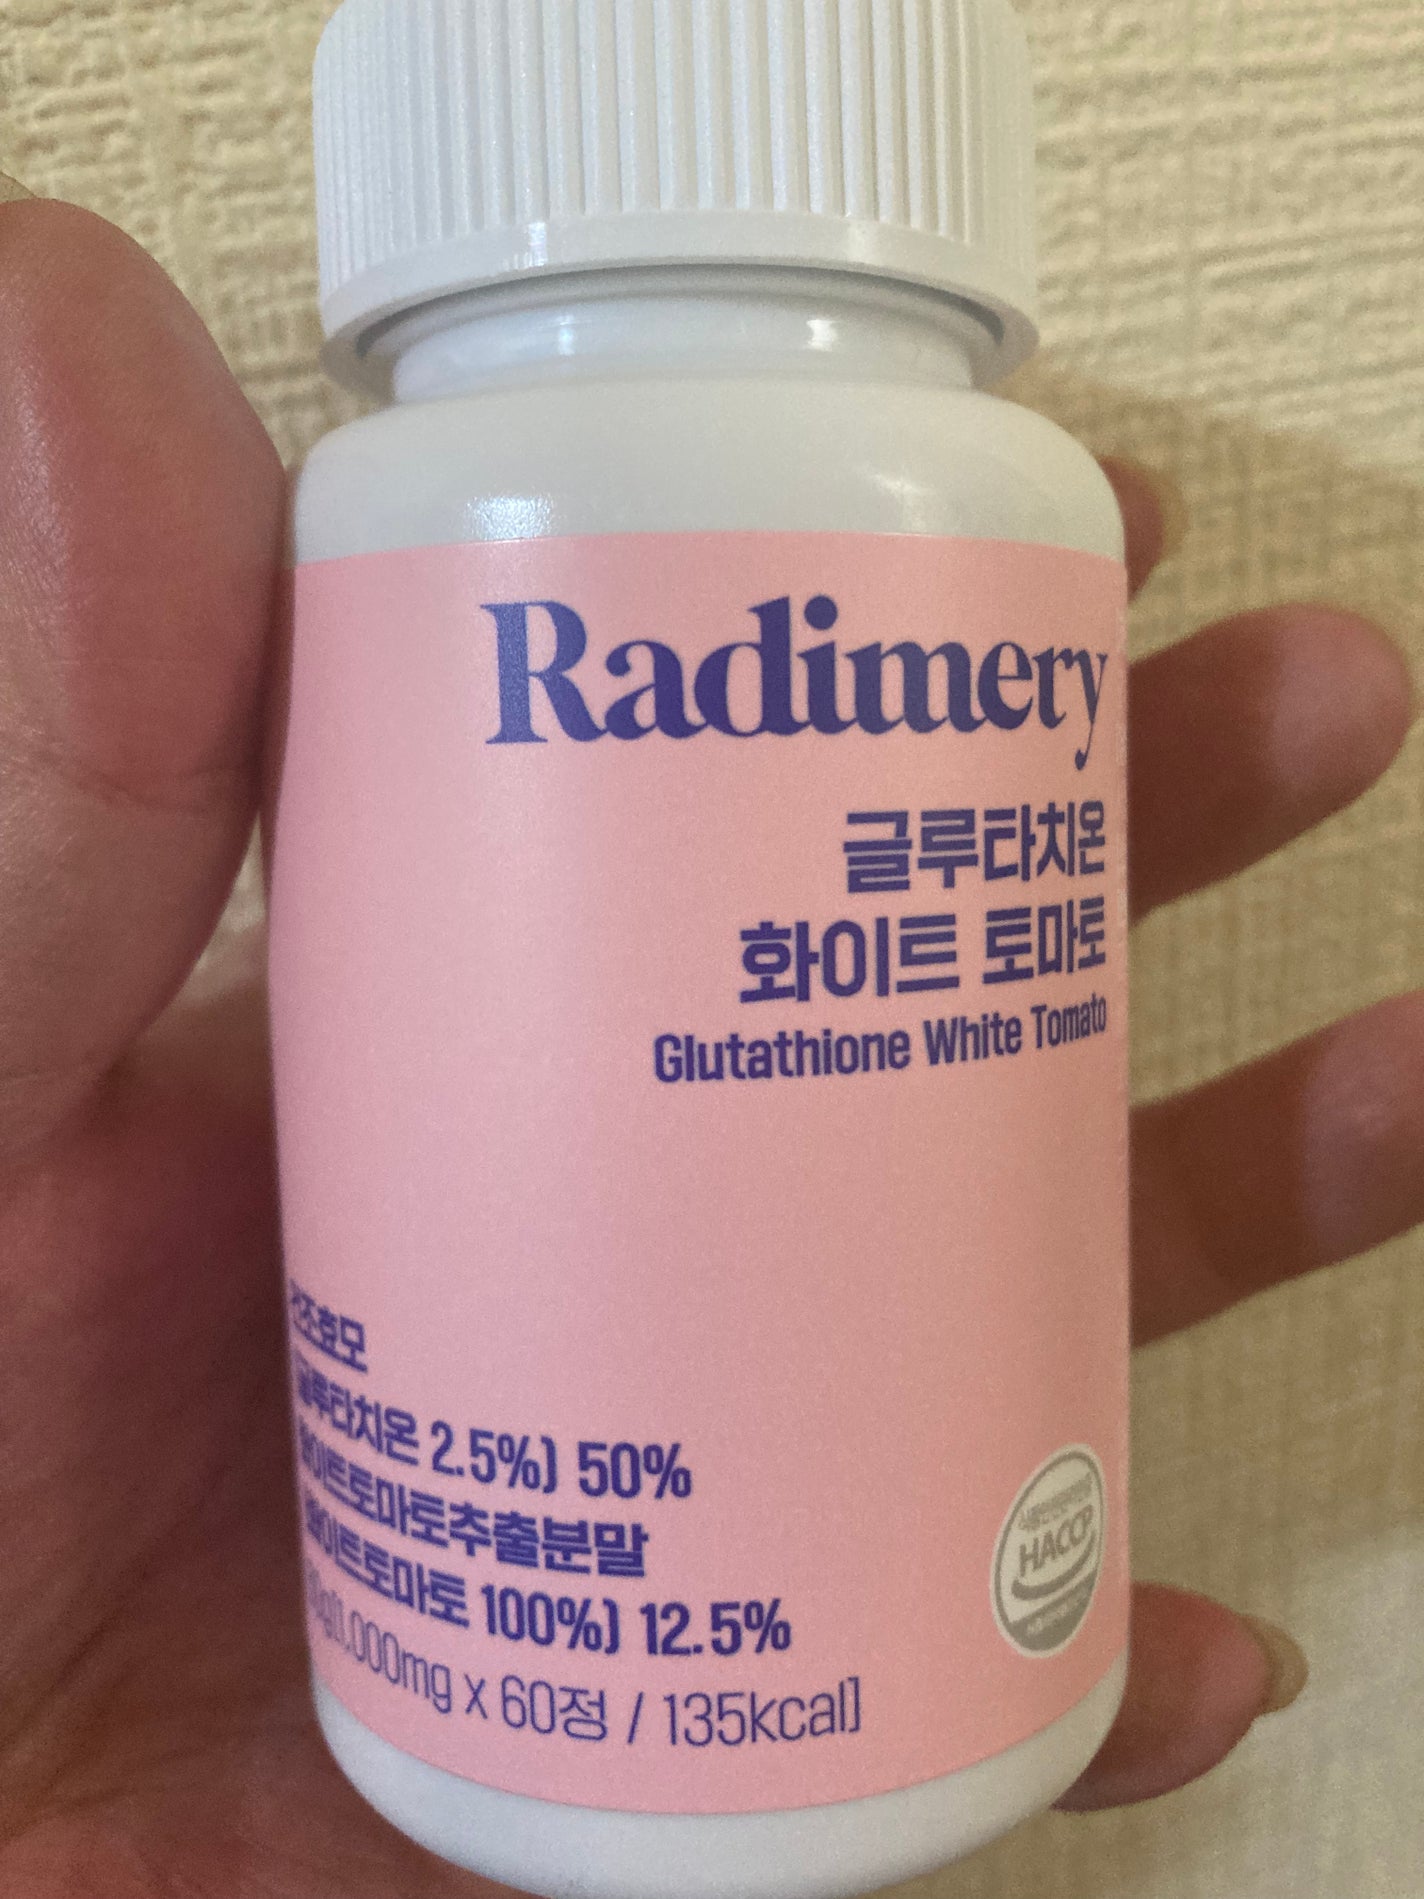 Radimery
글루타치온
화이트 토마토
Glutathione White Tomato
건조효모
글루타치온 2.5%) 50%
화이트토마토추출분말
화이트토마토 100%) 12.5%
1,000mg x 60정 / 135kcal)
HACCP